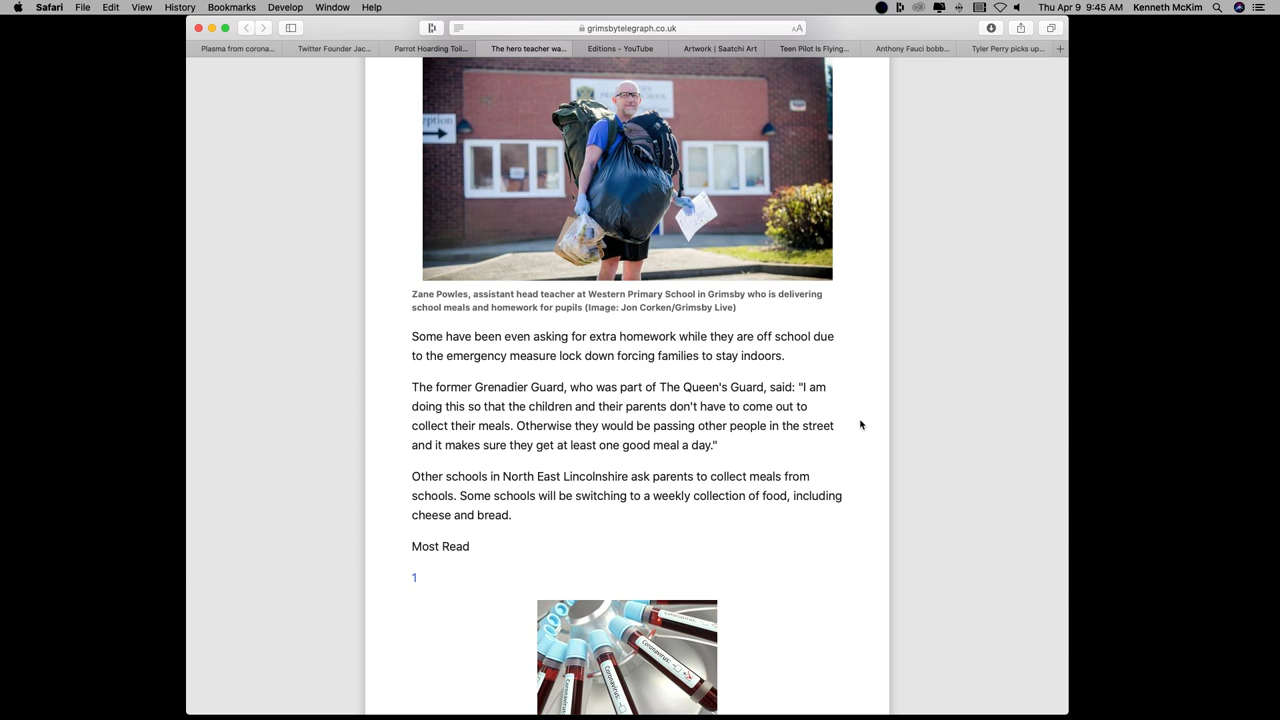 Safari File Edit View History Bookmarks Develop Window Help Thu Apr 9 9:45 AM Kenneth McKim
grimsbytelegraph.co.uk
AA
Plasma from corona... Twitter Founder Jac... Parrot Hoarding Toil... The hero teacher wa... Editions - YouTube Artwork | Saatchi Art Teen Pilot Is Flying... Anthony Fauci bobb... Tyler Perry picks up...
Zane Powles, assistant head teacher at Western Primary School in Grimsby who is delivering
school meals and homework for pupils (Image: Jon Corken/Grimsby Live)
Some have been even asking for extra homework while they are off school due
to the emergency measure lock down forcing families to stay indoors.
The former Grenadier Guard, who was part of The Queen's Guard, said: "I am
doing this so that the children and their parents don't have to come out to
collect their meals. Otherwise they would be passing other people in the street
and it makes sure they get at least one good meal a day."
Other schools in North East Lincolnshire ask parents to collect meals from
schools. Some schools will be switching to a weekly collection of food, including
cheese and bread.
Most Read
1
Coronavirus:
Coronavirus:
Coronavirus: